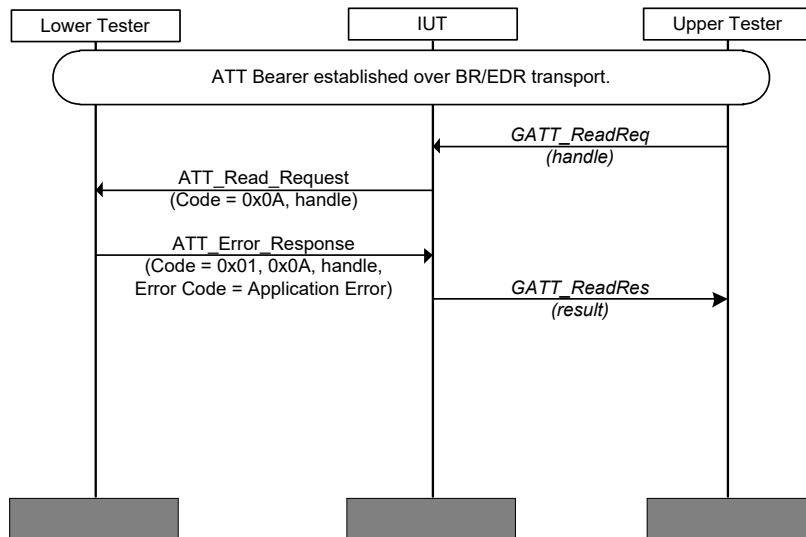 Lower Tester
IUT
Upper Tester
ATT Bearer established over BR/EDR transport.
GATT_ReadReq
(handle)
ATT_Read_Request
(Code = 0x0A, handle)
ATT_Error_Response
(Code = 0x01, 0x0A, handle,
Error Code = Application Error)
GATT_ReadRes
(result)